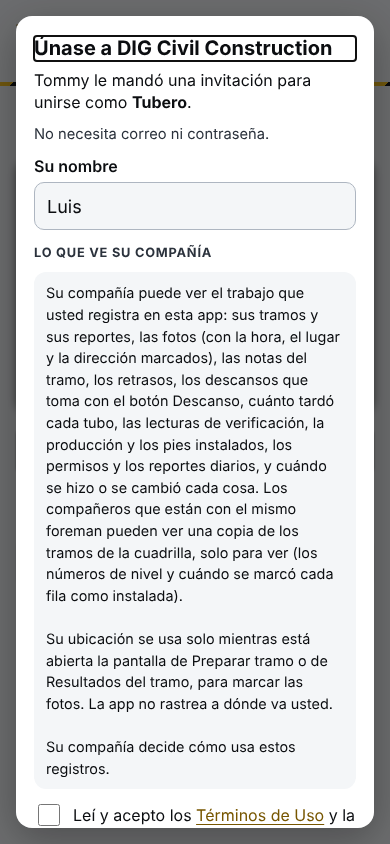 Únase a DIG Civil Construction
Tommy le mandó una invitación para
unirse como Tubero.
No necesita correo ni contraseña.
Su nombre
Luis
LO QUE VE SU COMPAÑÍA
Su compañía puede ver el trabajo que
usted registra en esta app: sus tramos y
sus reportes, las fotos (con la hora, el lugar
y la dirección marcados), las notas del
tramo, los retrasos, los descansos que
toma con el botón Descanso, cuánto tardó
cada tubo, las lecturas de verificación, la
producción y los pies instalados, los
permisos y los reportes diarios, y cuándo
se hizo o se cambió cada cosa. Los
compañeros que están con el mismo
foreman pueden ver una copia de los
tramos de la cuadrilla, solo para ver (los
números de nivel y cuándo se marcó cada
fila como instalada).
Su ubicación se usa solo mientras está
abierta la pantalla de Preparar tramo o de
Resultados del tramo, para marcar las
fotos. La app no rastrea a dónde va usted.
Su compañía decide cómo usa estos
registros.
Leí y acepto los Términos de Uso y la